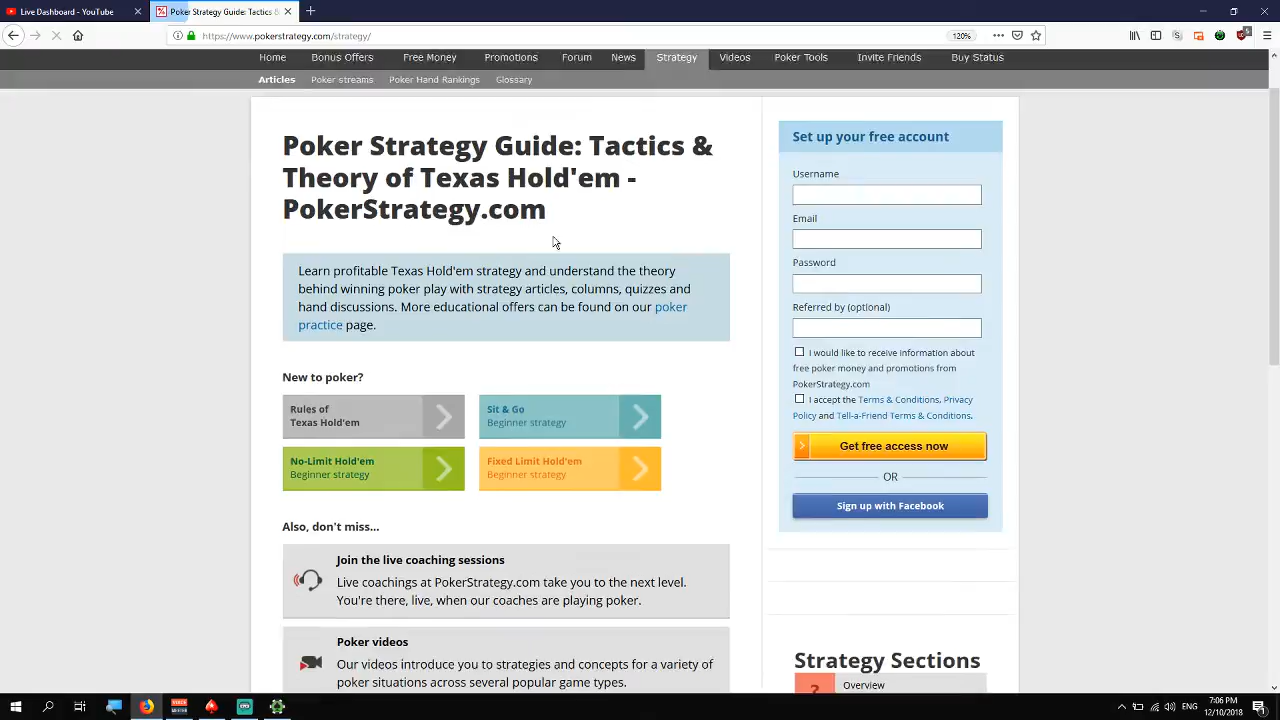 Live Dashboard - YouTube
Poker Strategy Guide: Tactics &
https://www.pokerstrategy.com/strategy/
120%
Home
Bonus Offers
Free Money
Promotions
Forum
News
Strategy
Videos
Poker Tools
Invite Friends
Buy Status
Articles
Poker streams
Poker Hand Rankings
Glossary
Poker Strategy Guide: Tactics &
Theory of Texas Hold'em -
PokerStrategy.com
Learn profitable Texas Hold'em strategy and understand the theory
behind winning poker play with strategy articles, columns, quizzes and
hand discussions. More educational offers can be found on our poker
practice page.
New to poker?
Rules of
Texas Hold'em
Sit & Go
Beginner strategy
No-Limit Hold'em
Beginner strategy
Fixed Limit Hold'em
Beginner strategy
Also, don't miss...
Join the live coaching sessions
Live coachings at PokerStrategy.com take you to the next level.
You're there, live, when our coaches are playing poker.
Poker videos
Our videos introduce you to strategies and concepts for a variety of
poker situations across several popular game types.
Set up your free account
Username
Email
Password
Referred by (optional)
I would like to receive information about
free poker money and promotions from
PokerStrategy.com
I accept the Terms & Conditions, Privacy
Policy and Tell-a-Friend Terms & Conditions.
Get free access now
OR
Sign up with Facebook
Strategy Sections
?
Overview
ENG
7:06 PM
12/10/2018